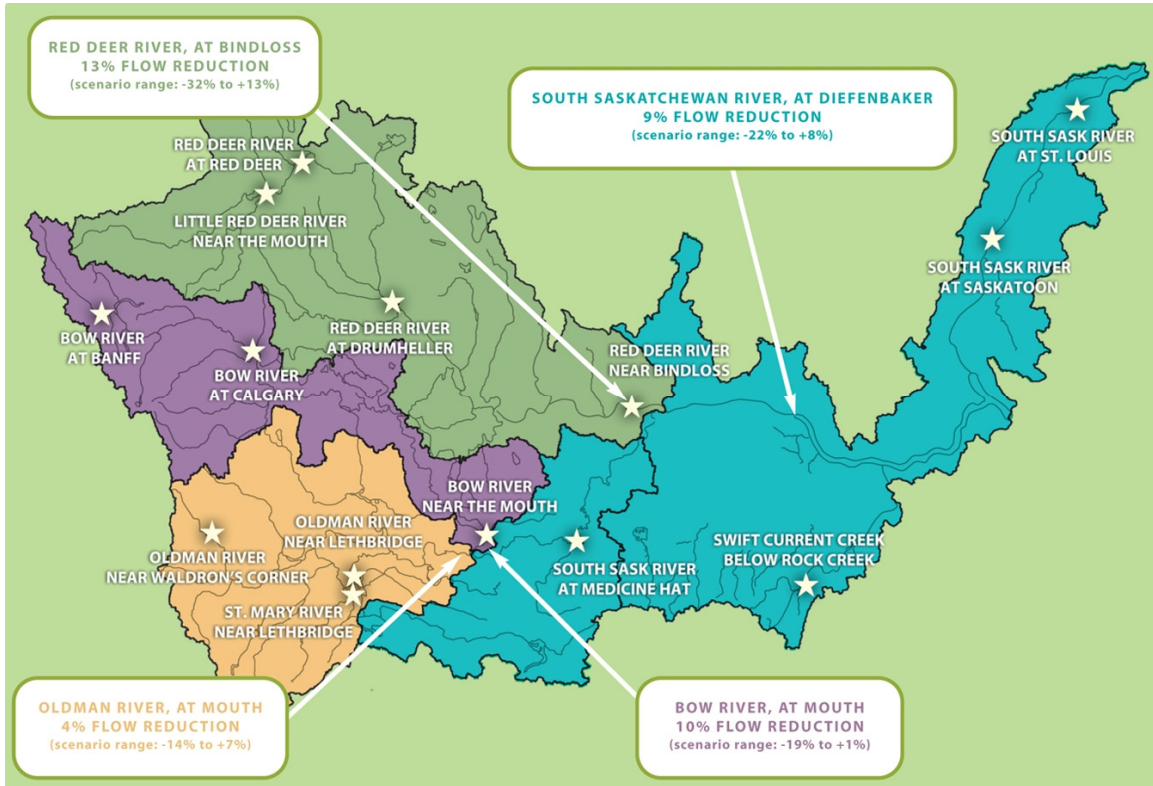 RED DEER RIVER, AT BINDLOSS
13% FLOW REDUCTION
(scenario range: -32% to +13%)
SOUTH SASKATCHEWAN RIVER, AT DIEFENBAKER
9% FLOW REDUCTION
(scenario range: -22% to +8%)
SOUTH SASK RIVER
AT ST. LOUIS
RED DEER RIVER
AT RED DEER
LITTLE RED DEER RIVER
NEAR THE MOUTH
SOUTH SASK RIVER
AT SASKATOON
BOW RIVER
AT BANFF
RED DEER RIVER
AT DRUMHELLER
RED DEER RIVER
NEAR BINDLOSS
BOW RIVER
AT CALGARY
BOW RIVER
NEAR THE MOUTH
OLDMAN RIVER
NEAR LETHBRIDGE
OLDMAN RIVER
NEAR WALDRON'S CORNER
SOUTH SASK RIVER
AT MEDICINE HAT
SWIFT CURRENT CREEK
BELOW ROCK CREEK
ST. MARY RIVER
NEAR LETHBRIDGE
OLDMAN RIVER, AT MOUTH
4% FLOW REDUCTION
(scenario range: -14% to +7%)
BOW RIVER, AT MOUTH
10% FLOW REDUCTION
(scenario range: -19% to +1%)